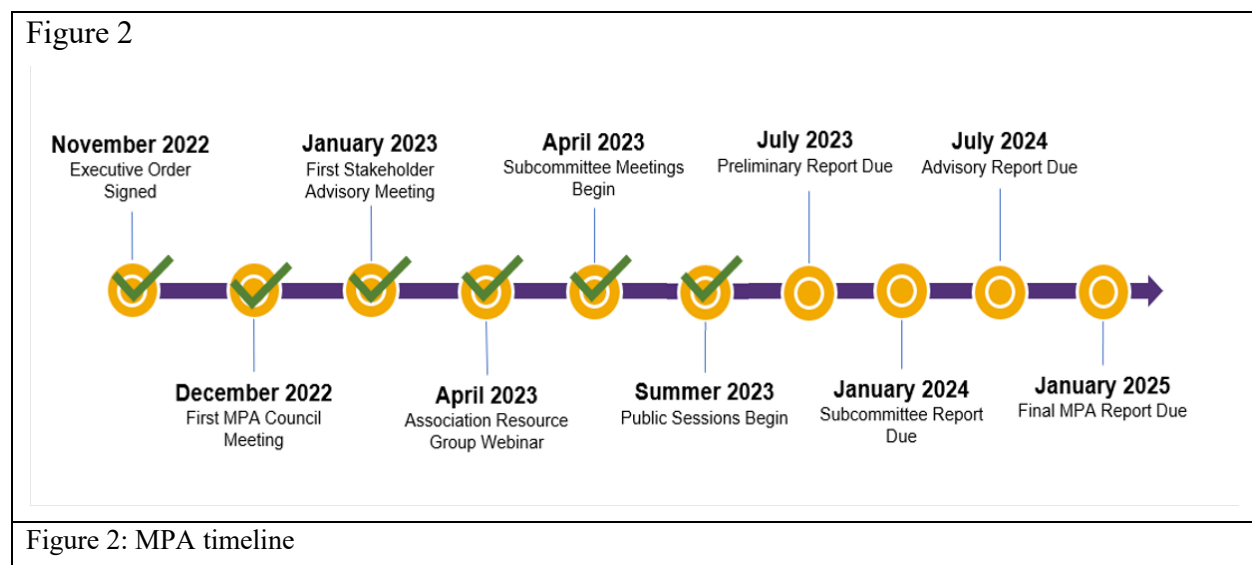 Figure 2
November 2022
Executive Order
Signed
January 2023
First Stakeholder
Advisory Meeting
April 2023
Subcommittee Meetings
Begin
July 2023
Preliminary Report Due
July 2024
Advisory Report Due
December 2022
First MPA Council
Meeting
April 2023
Association Resource
Group Webinar
Summer 2023
Public Sessions Begin
January 2024
Subcommittee Report
Due
January 2025
Final MPA Report Due
Figure 2: MPA timeline